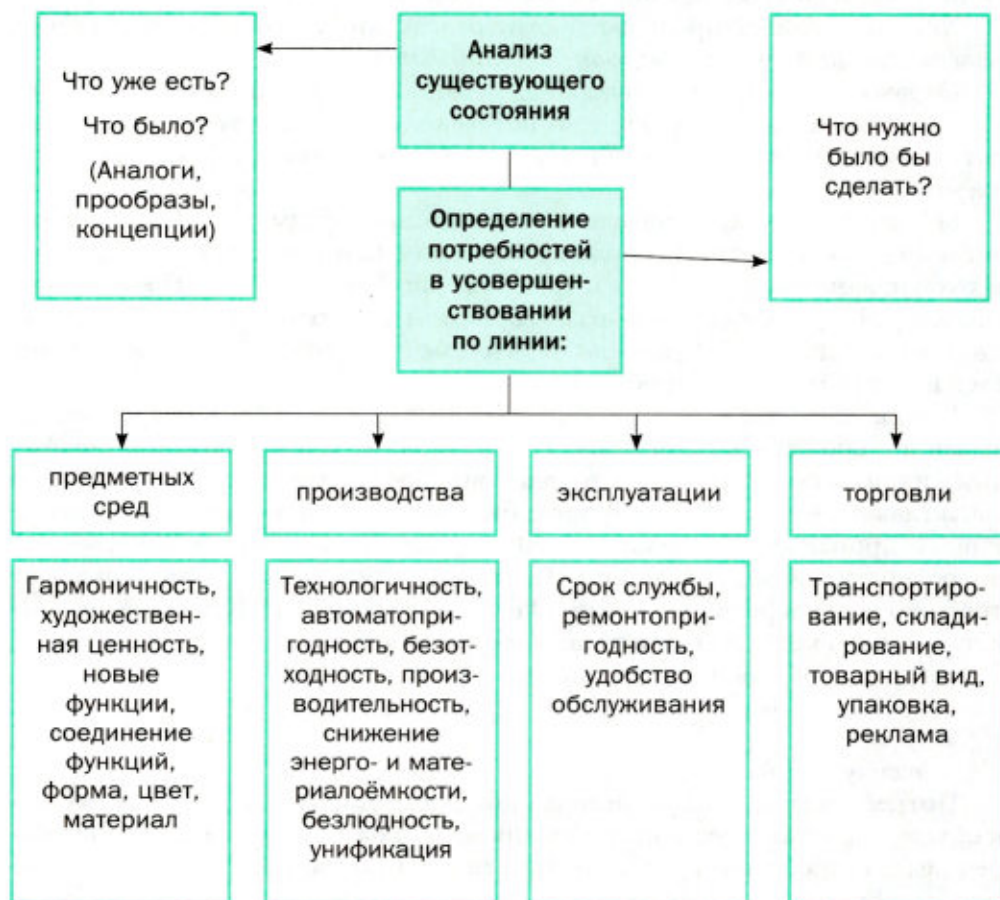 Что уже есть?
Что было?
(Аналоги,
прообразы,
концепции)
Анализ
существующего
состояния
Что нужно
было бы
сделать?
Определение
потребностей
в усовершен-
ствовании
по линии:
предметных
сред
производства
эксплуатации
торговли
Гармоничность,
художествен-
ная ценность,
новые
функции,
соединение
функций,
форма, цвет,
материал
Технологичность,
автоматопри-
годность, безот-
ходность, произ-
водительность,
снижение
энерго- и мате-
риалоёмкости,
безлюдность,
унификация
Срок службы,
ремонтопри-
годность,
удобство
обслуживания
Транспортиро-
вание, склади-
рование,
товарный вид,
упаковка,
реклама